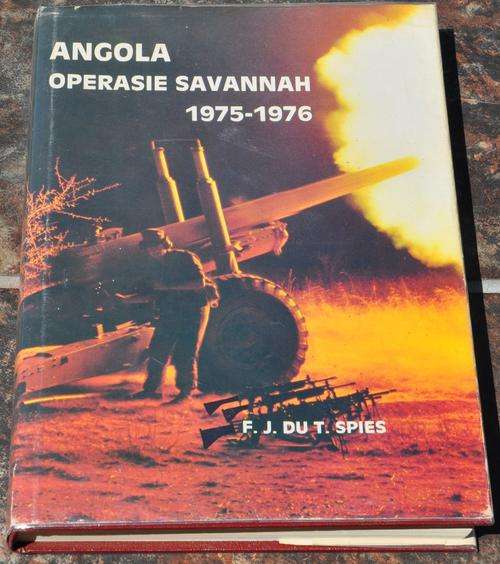 ANGOLA
OPERASIE SAVANNAH
1975-1976
F. J. DU T. SPIES